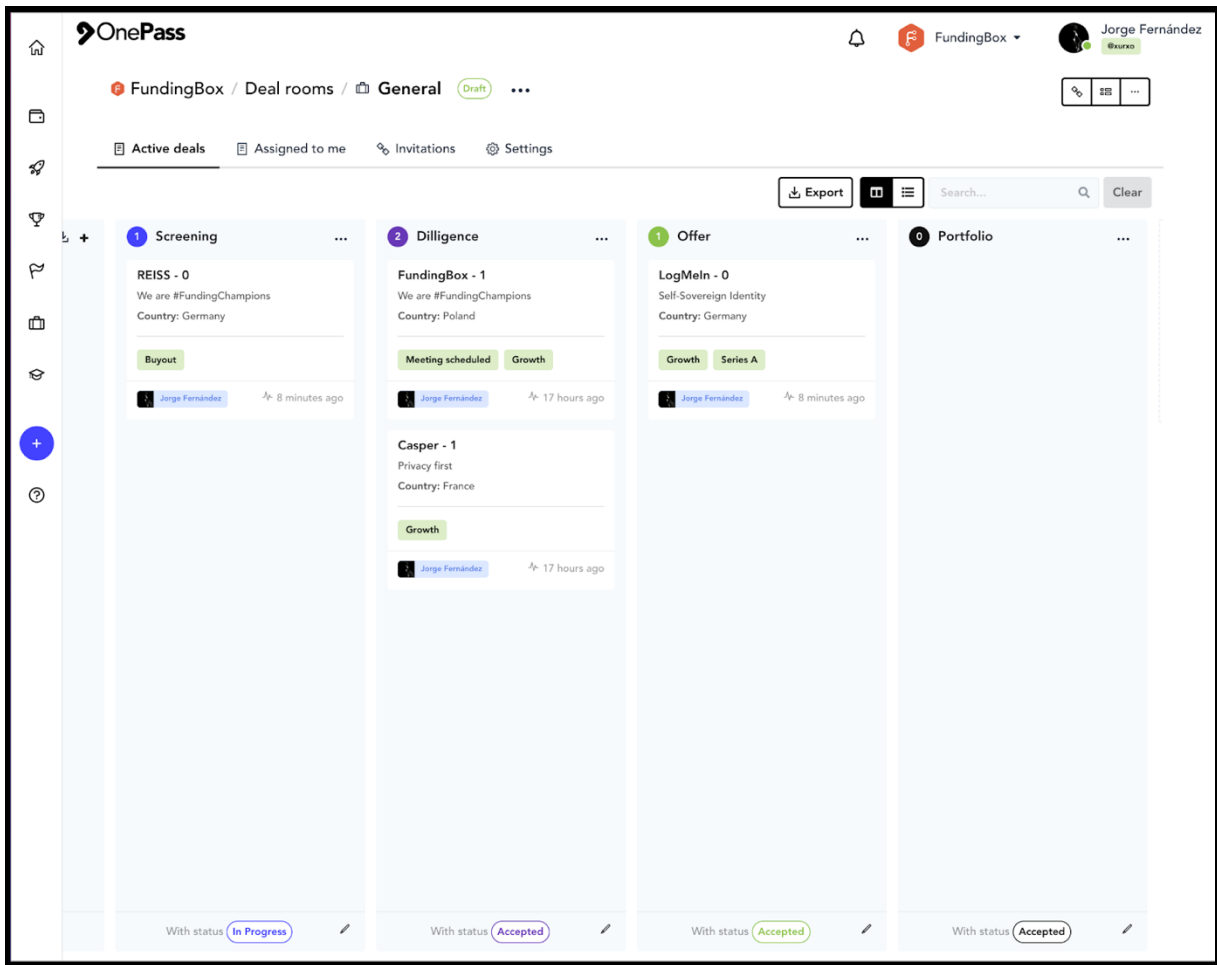 OnePass
FundingBox
Jorge Fernández
@xurxo
FundingBox / Deal rooms / General Draft ...
Active deals Assigned to me Invitations Settings
Export Search... Clear
1 Screening ...
REISS - 0
We are #FundingChampions
Country: Germany
Buyout
Jorge Fernández 8 minutes ago
With status In Progress
2 Dilligence ...
FundingBox - 1
We are #FundingChampions
Country: Poland
Meeting scheduled Growth
Jorge Fernández 17 hours ago
Casper - 1
Privacy first
Country: France
Growth
Jorge Fernández 17 hours ago
With status Accepted
1 Offer ...
LogMeIn - 0
Self-Sovereign Identity
Country: Germany
Growth Series A
Jorge Fernández 8 minutes ago
With status Accepted
0 Portfolio ...
With status Accepted